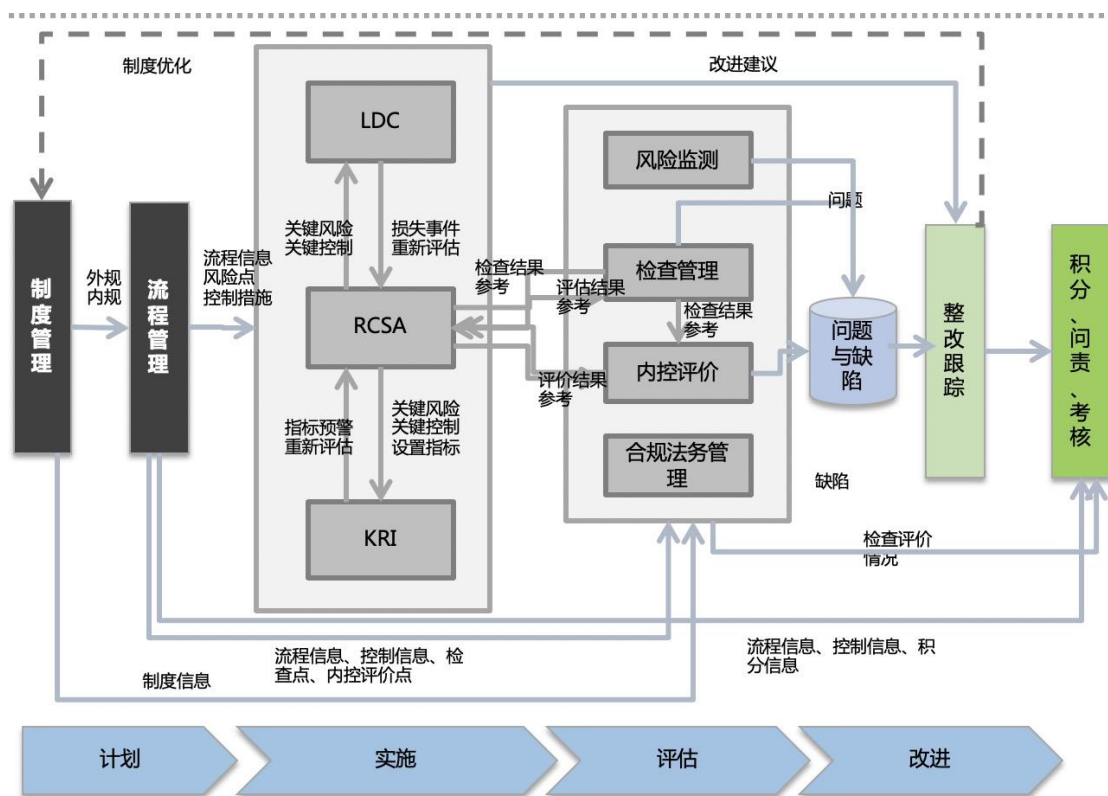 制度优化
改进建议
LDC
风险监测
问题
关键风险
关键控制
损失事件
重新评估
制度管理
外规
内规
流程管理
流程信息
风险点
控制措施
检查结果
参考
评估结果
参考
检查管理
检查结果
参考
RCSA
内控评价
问题
与缺
陷
整改跟踪
积分、问责、考核
评价结果
参考
指标预警
重新评估
关键风险
关键控制
设置指标
合规法务管
理
缺陷
KRI
检查评价
情况
流程信息、控制信息、检
查点、内控评价点
流程信息、控制信息、积
分信息
制度信息
计划
实施
评估
改进